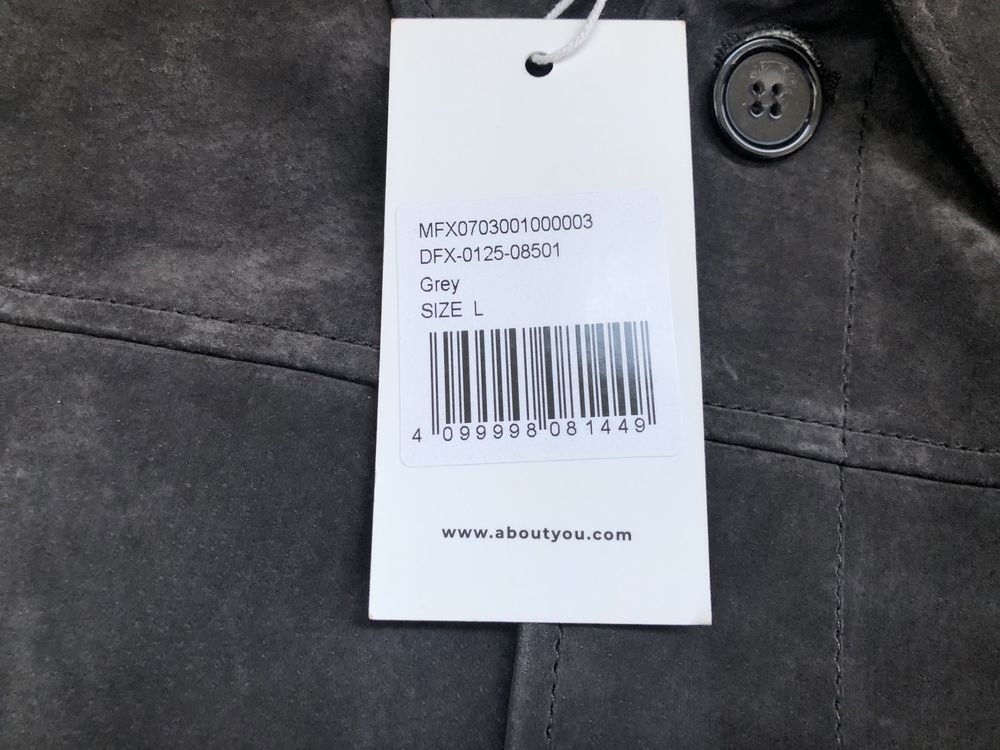 MFX0703001000003
DFX-0125-08501
Grey
SIZE L
4 099998 081449
www.aboutyou.com